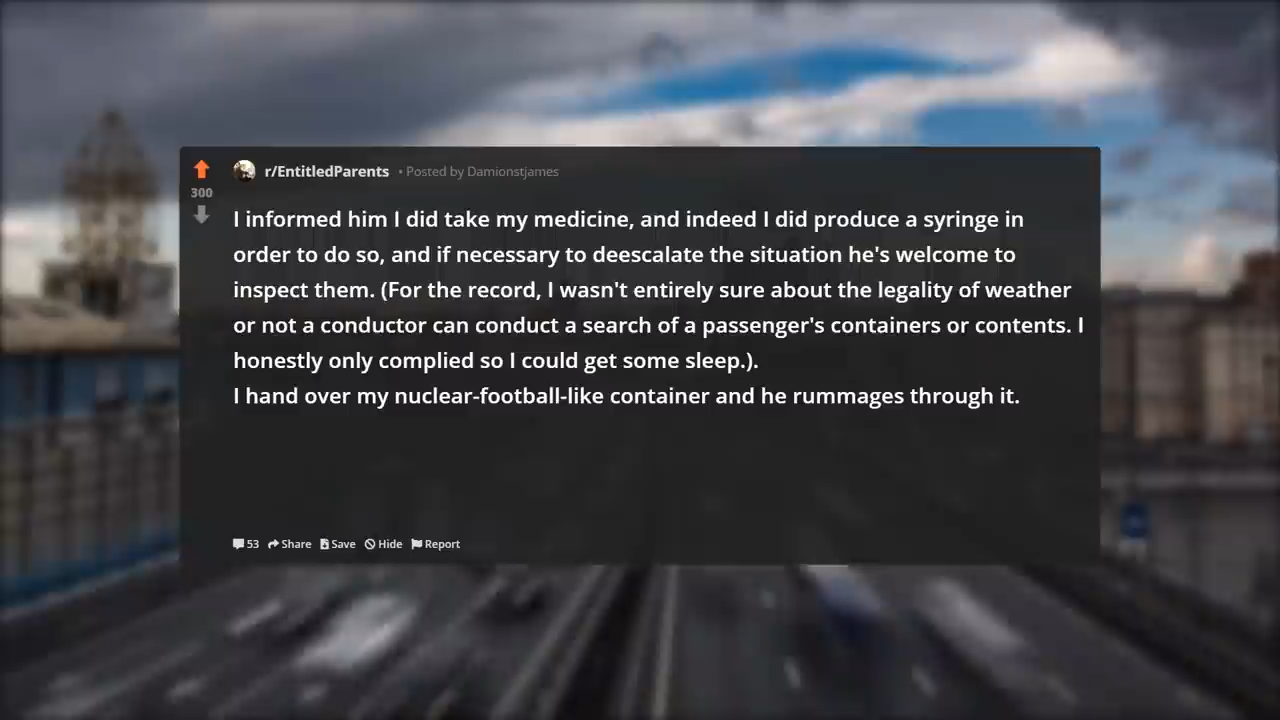 r/EntitledParents • Posted by Damionstjames
300
I informed him I did take my medicine, and indeed I did produce a syringe in
order to do so, and if necessary to deescalate the situation he's welcome to
inspect them. (For the record, I wasn't entirely sure about the legality of weather
or not a conductor can conduct a search of a passenger's containers or contents. I
honestly only complied so I could get some sleep.).
I hand over my nuclear-football-like container and he rummages through it.
53 Share Save Hide Report